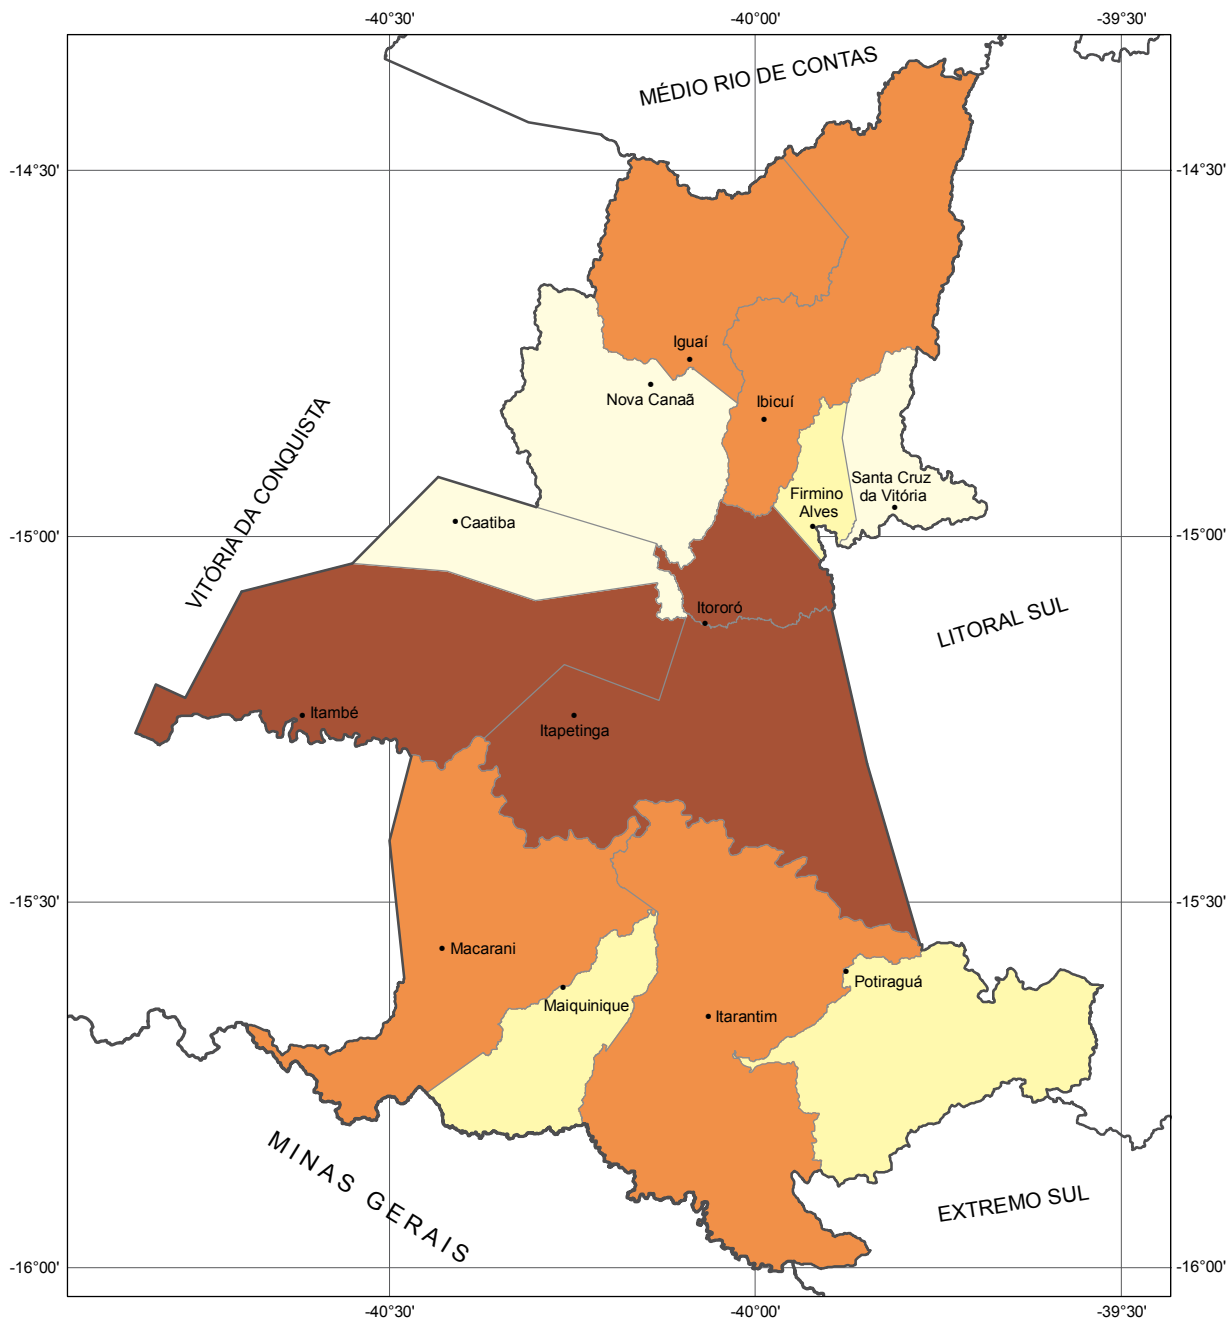 -40°30'
-40°00'
-39°30'
MÉDIO RIO DE CONTAS
-14°30'
-14°30'
Iguaí
Nova Canaã
Ibicuí
VITÓRIA DA CONQUISTA
Santa Cruz
da Vitória
Firmino
Alves
Caatiba
-15°00'
-15°00'
Itororó
LITORAL SUL
Itambé
Itapetinga
-15°30'
-15°30'
Macarani
Potiraguá
Maiquinique
Itarantim
MINAS GERAIS
EXTREMO SUL
-16°00'
-16°00'
-40°30'
-40°00'
-39°30'